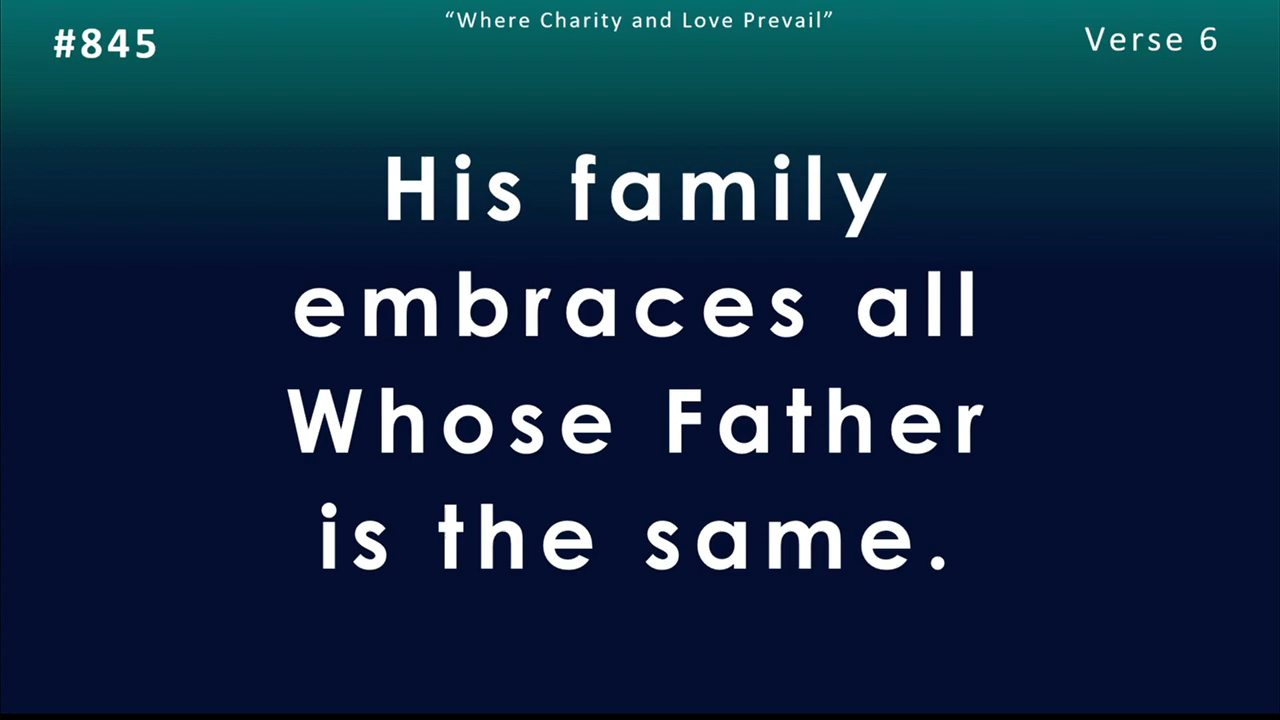 “Where Charity and Love Prevail”
#845
Verse 6
His family
embraces all
Whose Father
is the same.